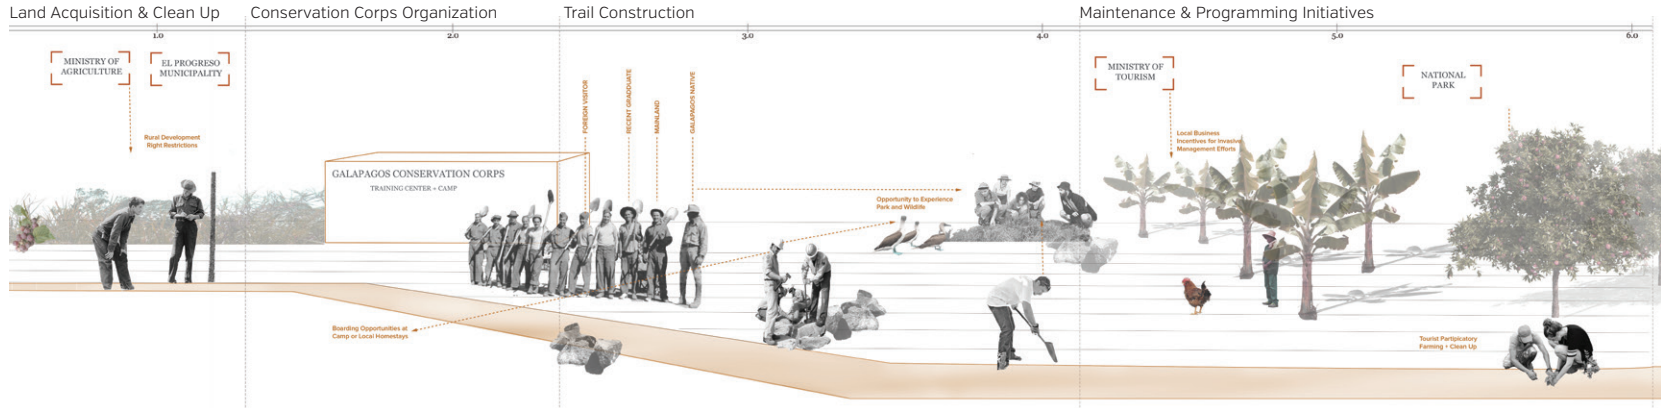 Land Acquisition & Clean Up
Conservation Corps Organization
Trail Construction
Maintenance & Programming Initiatives
1.0
2.0
3.0
4.0
5.0
6.0
MINISTRY OF
AGRICULTURE
EL PROGRESO
MUNICIPALITY
Rural Development
Right Restrictions
GALAPAGOS CONSERVATION CORPS
TRAINING CENTER + CAMP
FOREIGN VISITOR
RECENT GRADDUATE
MAINLAND
GALAPAGOS NATIVE
Boarding Opportunities at
Camp or Local Homestays
Opportunity to Experience
Park and Wildlife
MINISTRY OF
TOURISM
Local Business
Incentives for Invasive
Management Efforts
NATIONAL
PARK
Tourist Partipicatory
Farming + Clean Up